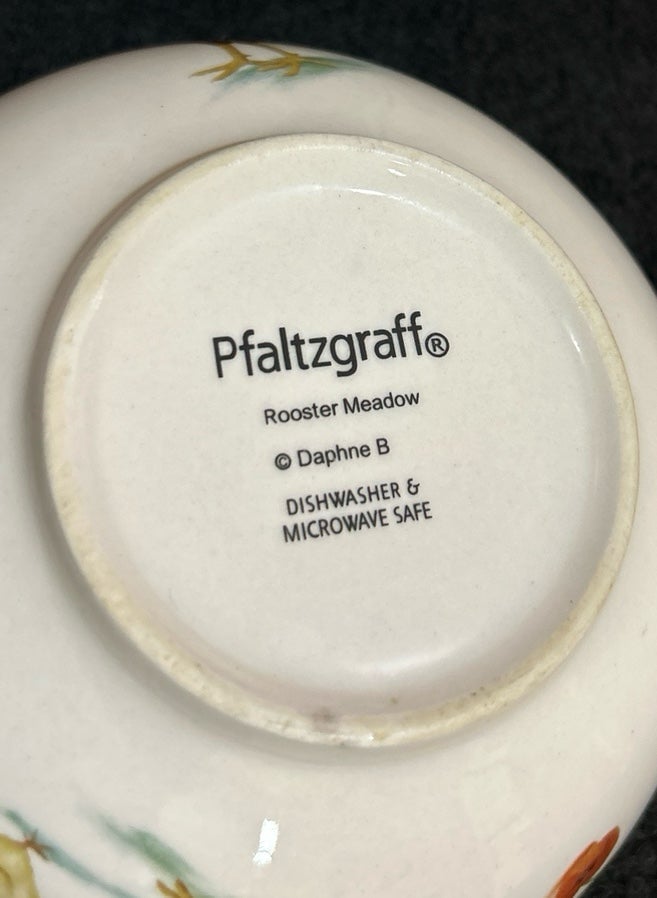 Pfaltzgraff®
Rooster Meadow
© Daphne B
DISHWASHER &
MICROWAVE SAFE